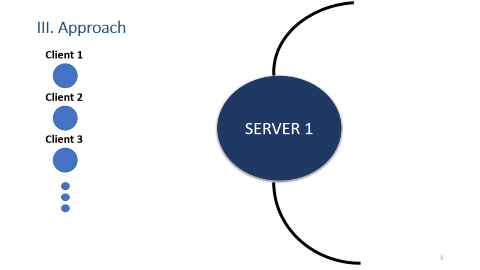 III. Approach
Client 1
Client 2
Client 3
SERVER 1
5